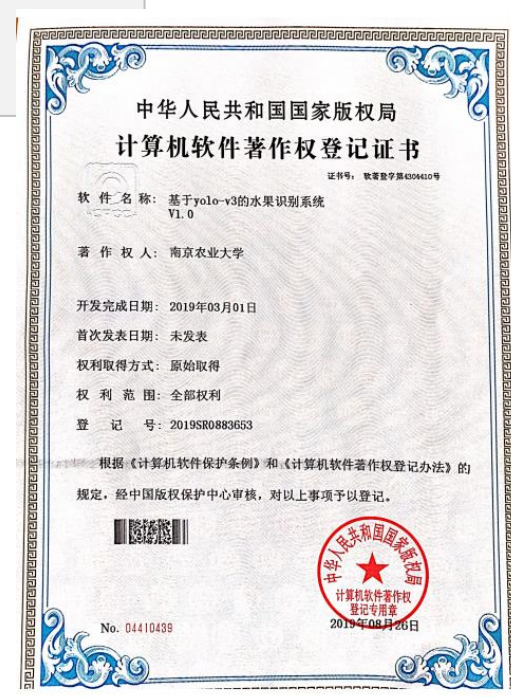 中华人民共和国国家版权局
计算机软件著作权登记证书
证书号： 软著登字第4304410号
软件名称： 基于yolo-v3的水果识别系统
V1.0
著作权人： 南京农业大学
开发完成日期： 2019年03月01日
首次发表日期： 未发表
权利取得方式： 原始取得
权利范围： 全部权利
登记号： 2019SR0883653
根据《计算机软件保护条例》和《计算机软件著作权登记办法》的
规定，经中国版权保护中心审核，对以上事项予以登记。
中华人民共和国国家版权局
计算机软件著作权
登记专用章
No. 04410439
2019年08月26日